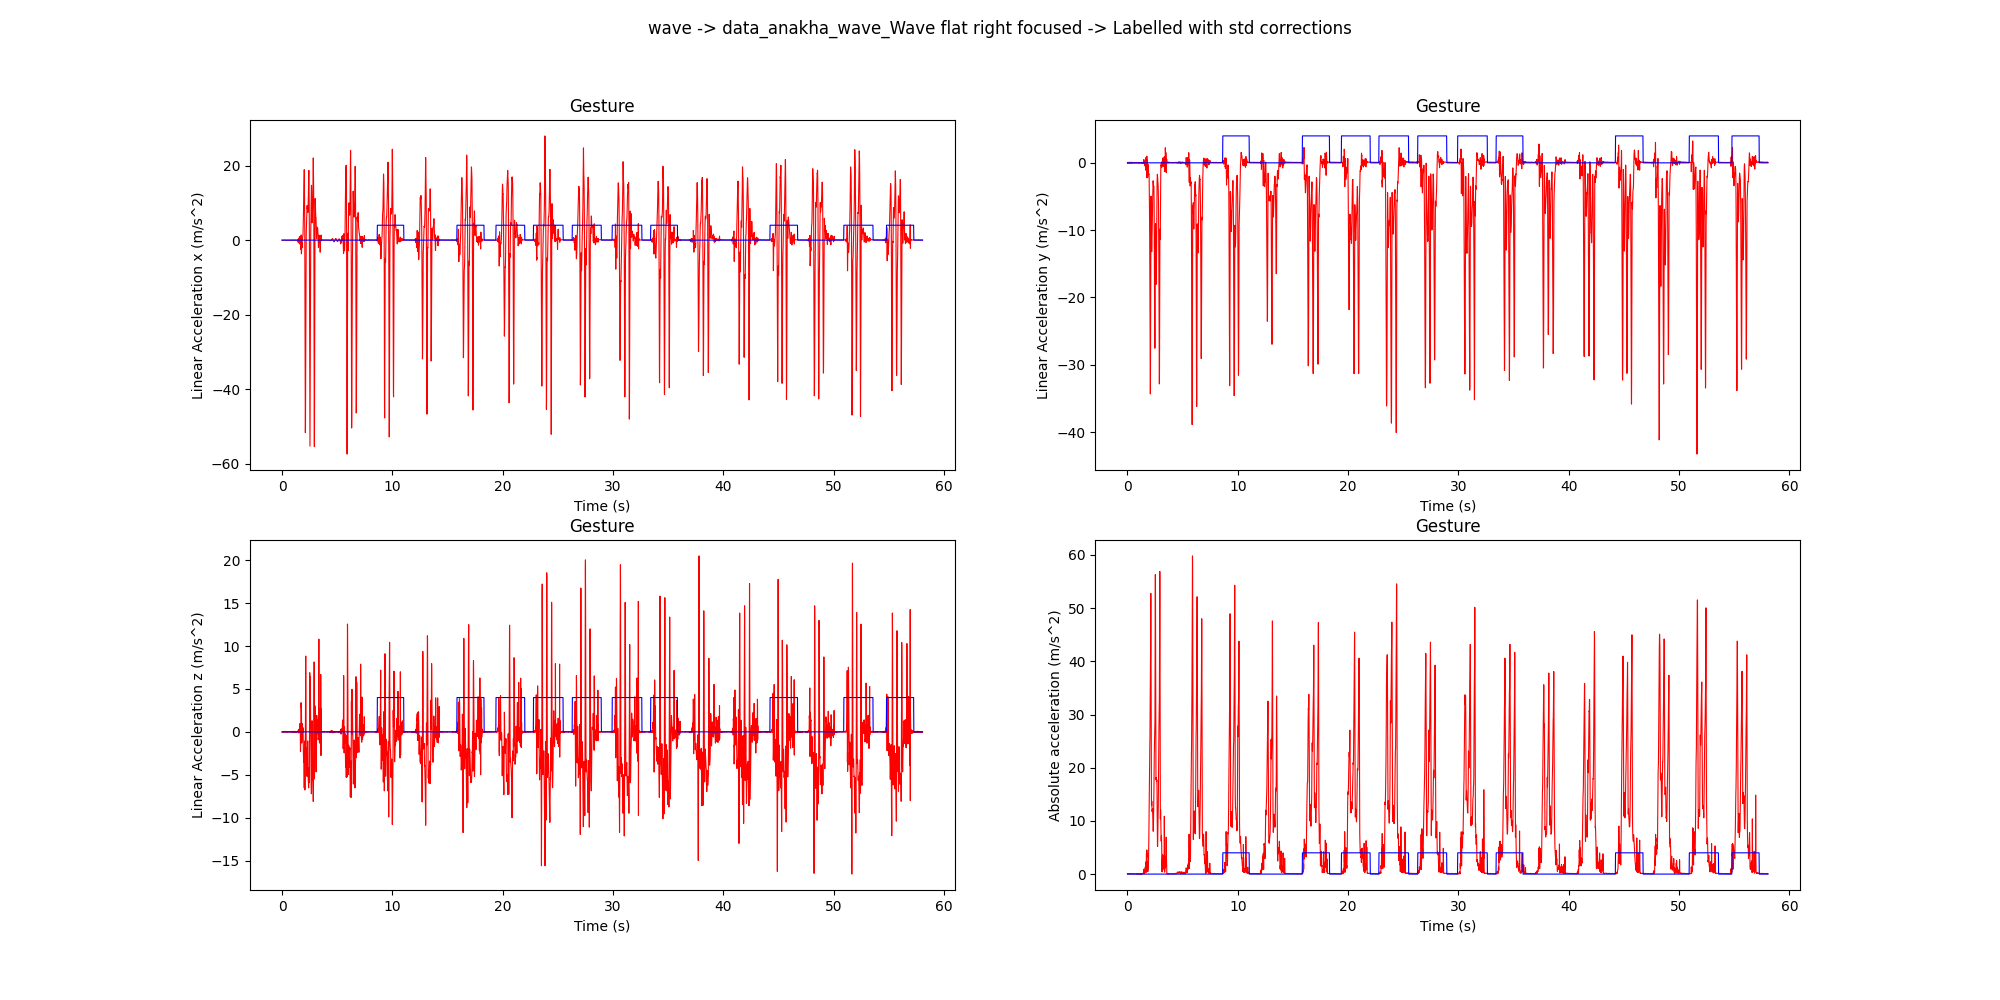 wave -> data_anakha_wave_Wave flat right focused -> Labelled with std corrections
Gesture
Linear Acceleration x (m/s^2)
20
0
−20
−40
−60
0 10 20 30 40 50 60
Time (s)
Gesture
Linear Acceleration y (m/s^2)
0
−10
−20
−30
−40
0 10 20 30 40 50 60
Time (s)
Gesture
Linear Acceleration z (m/s^2)
20
15
10
5
0
−5
−10
−15
0 10 20 30 40 50 60
Time (s)
Gesture
Absolute acceleration (m/s^2)
60
50
40
30
20
10
0
0 10 20 30 40 50 60
Time (s)